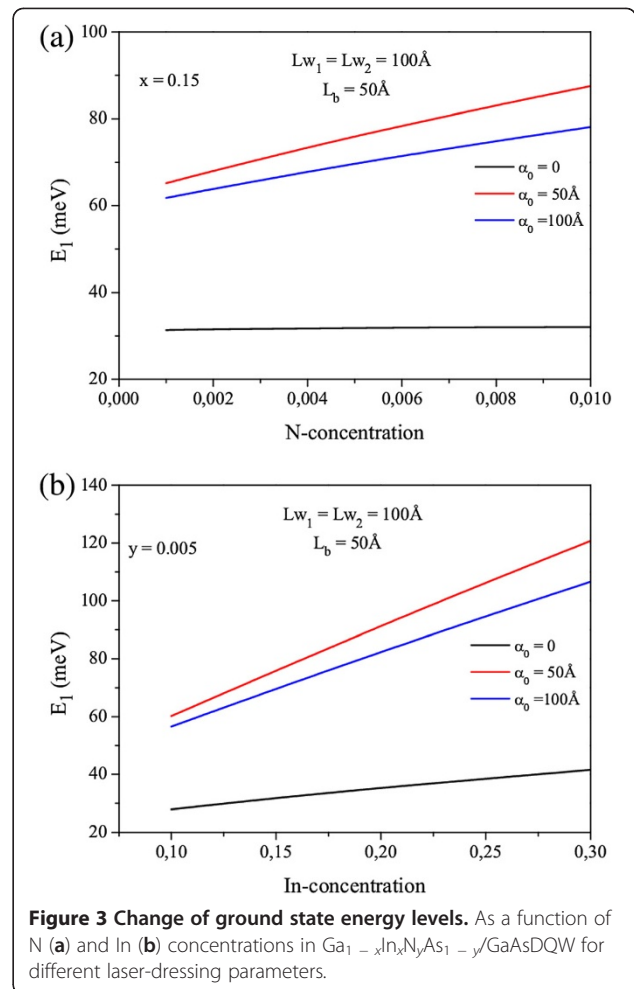 (a)
100
80
60
40
20
E₁ (meV)
x = 0.15
Lw₁ = Lw₂ = 100Å
L_b = 50Å
α₀ = 0
α₀ = 50Å
α₀ =100Å
0,000 0,002 0,004 0,006 0,008 0,010
N-concentration
(b)
140
120
100
80
60
40
20
E₁ (meV)
y = 0.005
Lw₁ = Lw₂ = 100Å
L_b = 50Å
α₀ = 0
α₀ = 50Å
α₀ =100Å
0,10 0,15 0,20 0,25 0,30
In-concentration
Figure 3 Change of ground state energy levels. As a function of
N (a) and In (b) concentrations in Ga₁ ₋ ₓInₓN_yAs₁ ₋ _y/GaAsDQW for
different laser-dressing parameters.